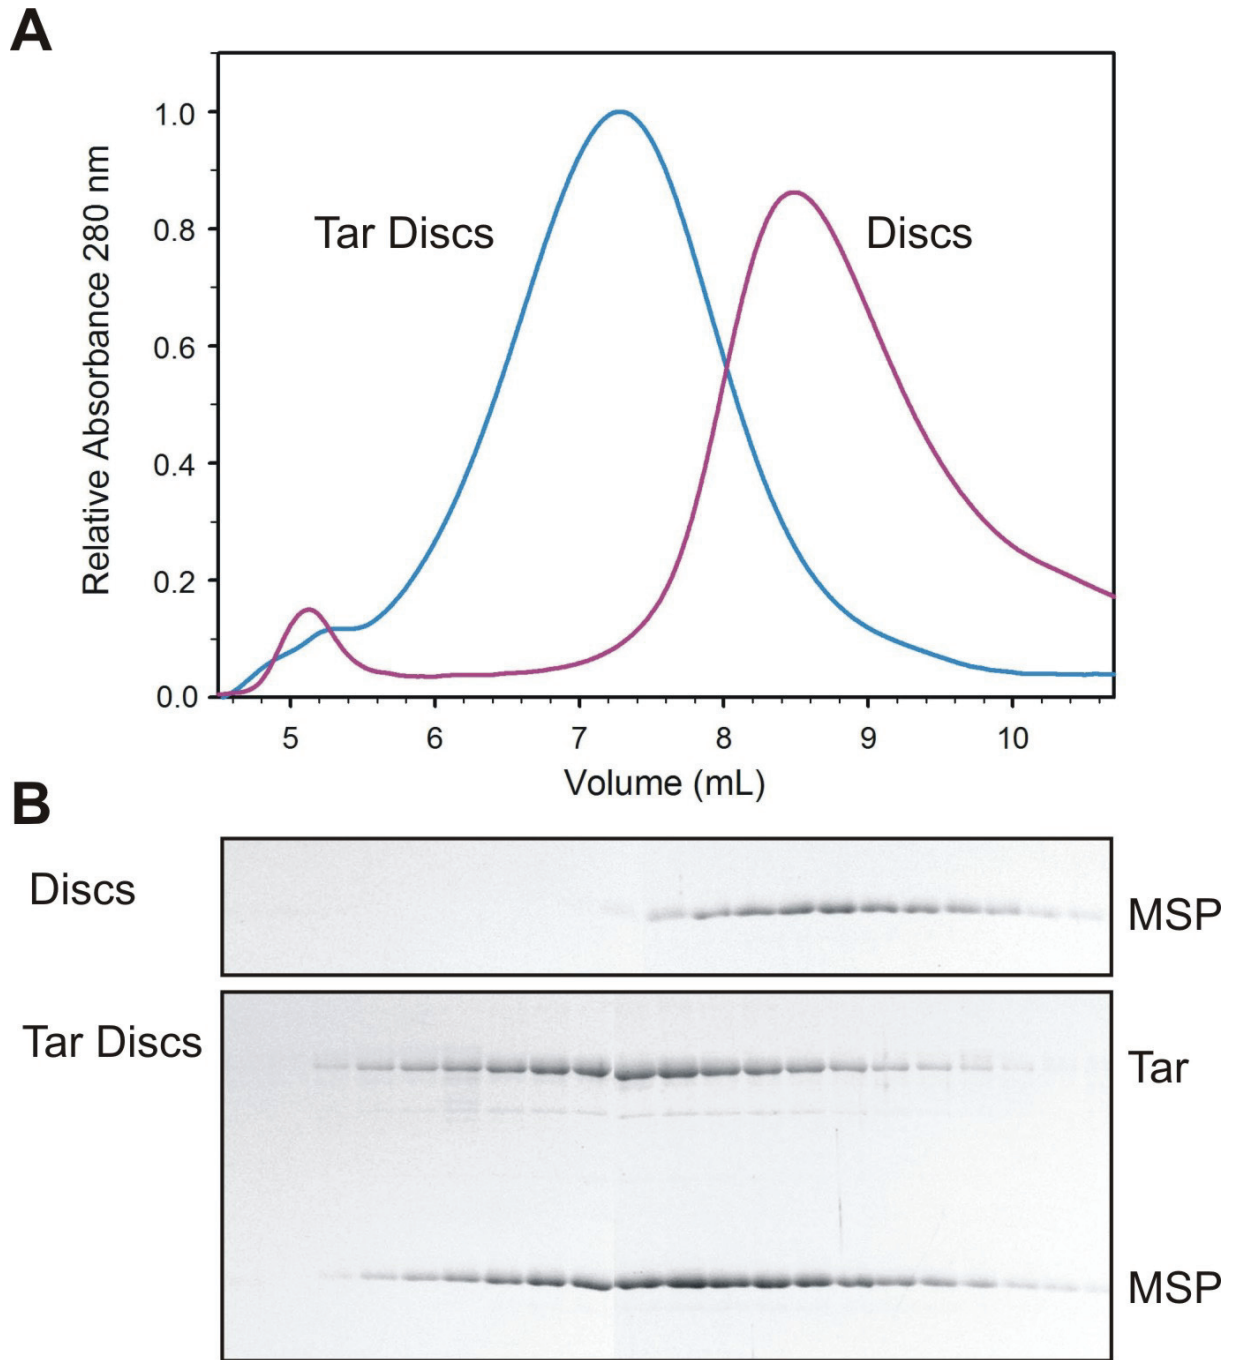 A
Relative Absorbance 280 nm
1.0
0.8
0.6
0.4
0.2
0.0
Tar Discs
Discs
5 6 7 8 9 10
Volume (mL)
B
Discs
MSP
Tar Discs
Tar
MSP